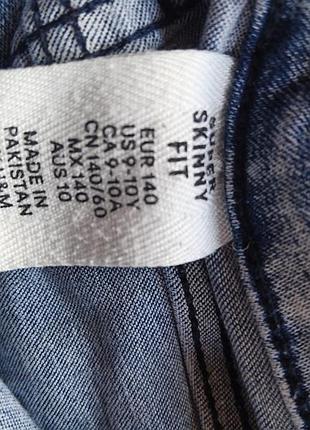 SUPER
SKINNY
FIT
EUR 140
US 9-10Y
CA 9-10A
CN 140/60
MX 140
AUS 10
MADE IN
PAKISTAN
H&M